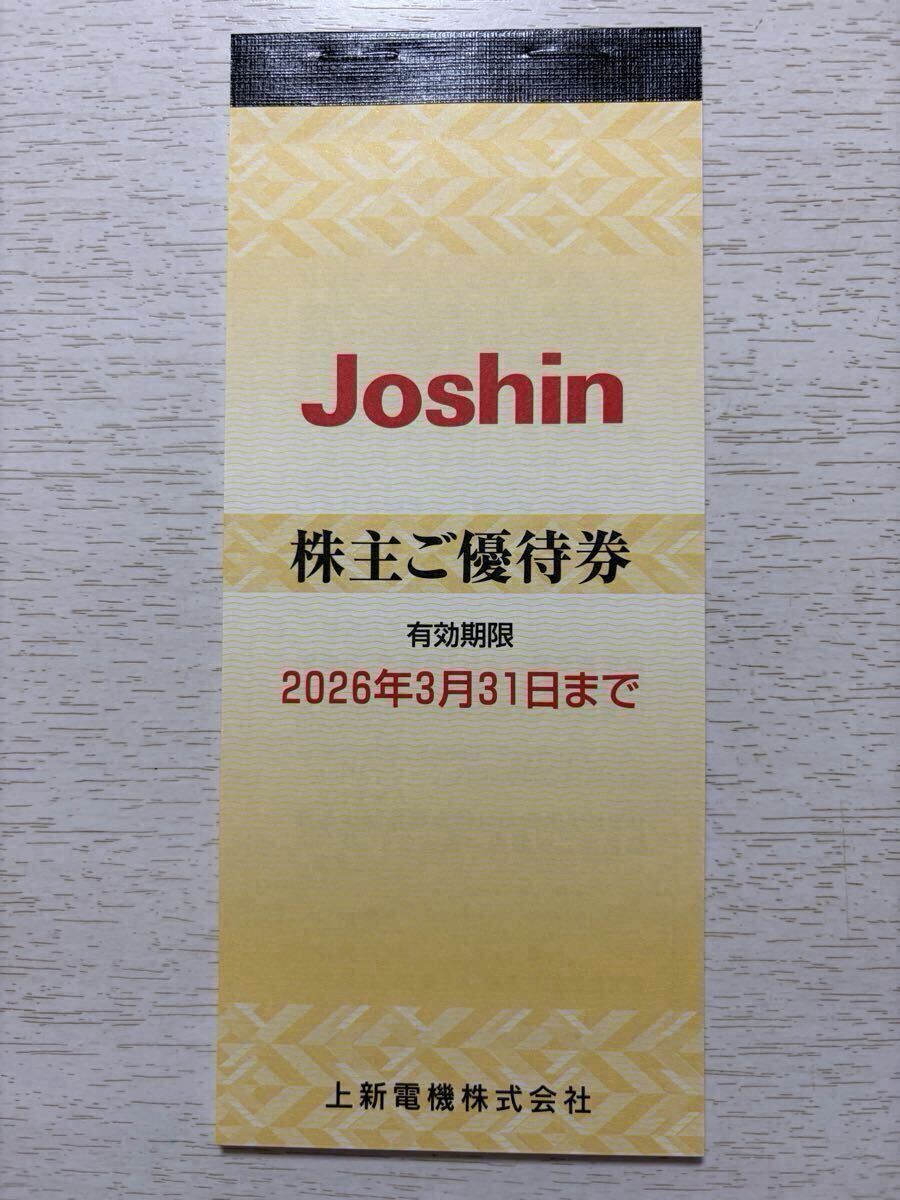 Joshin
株主ご優待券
有効期限
2026年3月31日まで
上新電機株式会社